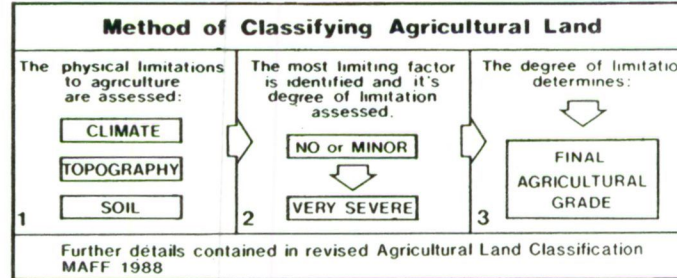 Method of Classifying Agricultural Land
The physical limitations
to agriculture
are assessed:
CLIMATE
TOPOGRAPHY
SOIL
1
The most limiting factor
is identified and it's
degree of limitation
assessed.
NO or MINOR
VERY SEVERE
2
The degree of limitatio
determines:
FINAL
AGRICULTURAL
GRADE
3
Further details contained in revised Agricultural Land Classification
MAFF 1988